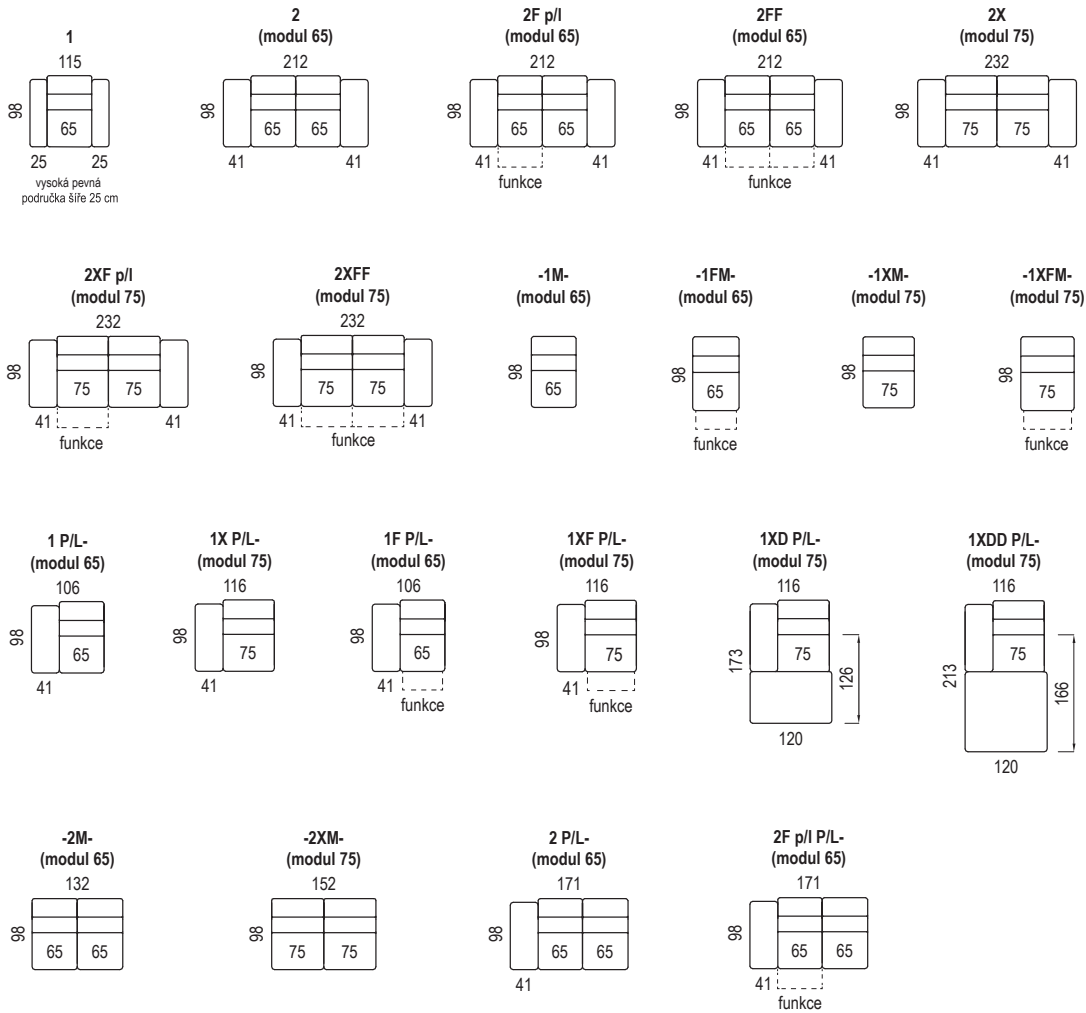 1
115
98
65
25 25
vysoká pevná
područka šíře 25 cm
2
(modul 65)
212
98
65 65
41 41
2F p/l
(modul 65)
212
98
65 65
41 41
funkce
2FF
(modul 65)
212
98
65 65
41 41
funkce
2X
(modul 75)
232
98
75 75
41 41
2XF p/l
(modul 75)
232
98
75 75
41 41
funkce
2XFF
(modul 75)
232
98
75 75
41 41
funkce
-1M-
(modul 65)
98
65
-1FM-
(modul 65)
98
65
funkce
-1XM-
(modul 75)
98
75
-1XFM-
(modul 75)
98
75
funkce
1 P/L-
(modul 65)
106
98
65
41
1X P/L-
(modul 75)
116
98
75
41
1F P/L-
(modul 65)
106
98
65
41
funkce
1XF P/L-
(modul 75)
116
98
75
41
funkce
1XD P/L-
(modul 75)
116
173
75
126
120
1XDD P/L-
(modul 75)
116
213
75
166
120
-2M-
(modul 65)
132
98
65 65
-2XM-
(modul 75)
152
98
75 75
2 P/L-
(modul 65)
171
98
65 65
41
2F p/l P/L-
(modul 65)
171
98
65 65
41
funkce